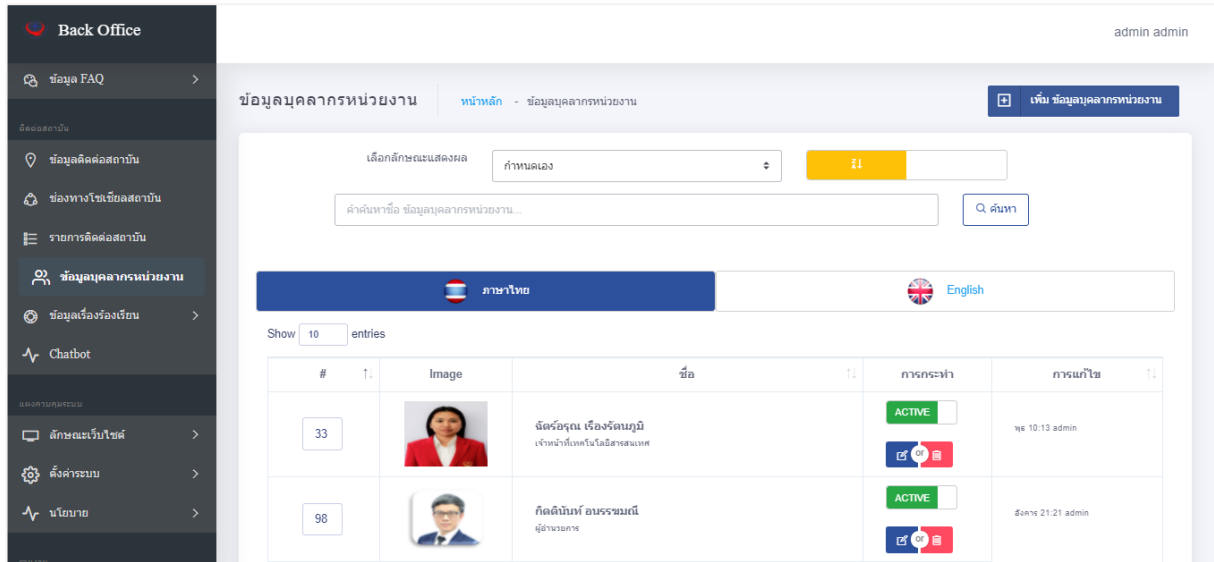 Back Office
admin admin
ข้อมูล FAQ
ข้อมูลบุคลากรหน่วยงาน
หน้าหลัก - ข้อมูลบุคลากรหน่วยงาน
เพิ่ม ข้อมูลบุคลากรหน่วยงาน
ติดต่อสถาบัน
ข้อมูลติดต่อสถาบัน
ช่องทางโซเชียลสถาบัน
รายการติดต่อสถาบัน
ข้อมูลบุคลากรหน่วยงาน
ข้อมูลเรื่องร้องเรียน
Chatbot
แผงควบคุมระบบ
ลักษณะเว็บไซต์
ตั้งค่าระบบ
นโยบาย
เลือกลักษณะแสดงผล
กำหนดเอง
คำค้นหาชื่อ ข้อมูลบุคลากรหน่วยงาน...
ค้นหา
ภาษาไทย
English
Show 10 entries
# Image ชื่อ การกระทำ การแก้ไข
33
ฉัตร์อรุณ เรืองรัตนภูมิ
เจ้าหน้าที่เทคโนโลยีสารสนเทศ
ACTIVE
or
พุธ 10:13 admin
98
กิตตินันท์ อนรรฆมณี
ผู้อำนวยการ
ACTIVE
or
อังคาร 21:21 admin